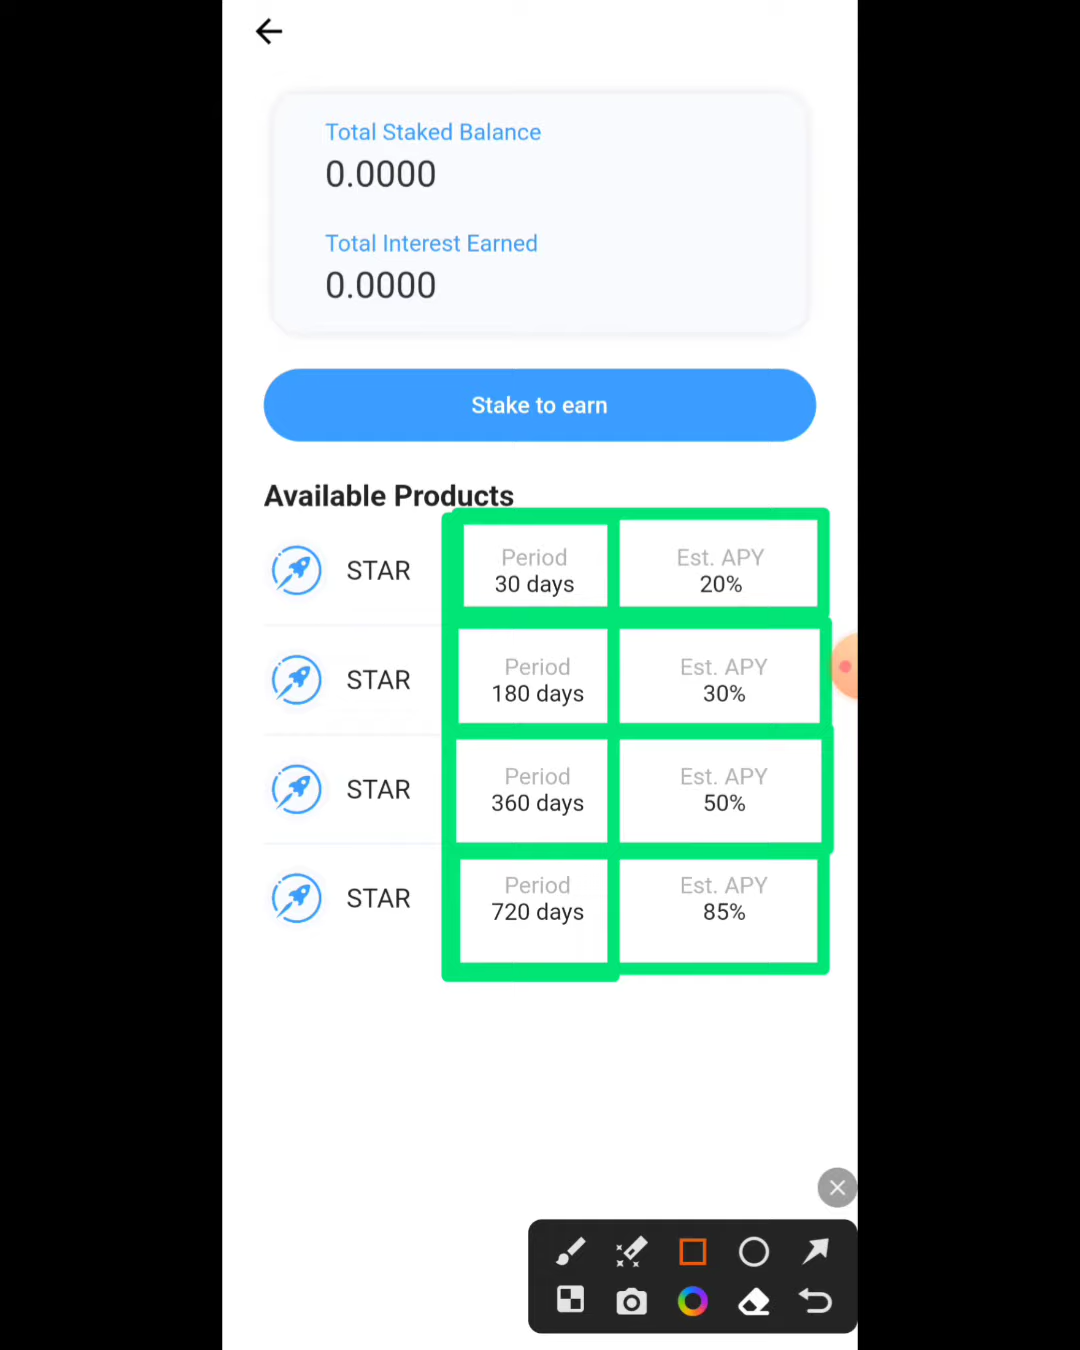 Total Staked Balance
0.0000
Total Interest Earned
0.0000
Stake to earn
Available Products
STAR
Period
30 days
Est. APY
20%
STAR
Period
180 days
Est. APY
30%
STAR
Period
360 days
Est. APY
50%
STAR
Period
720 days
Est. APY
85%